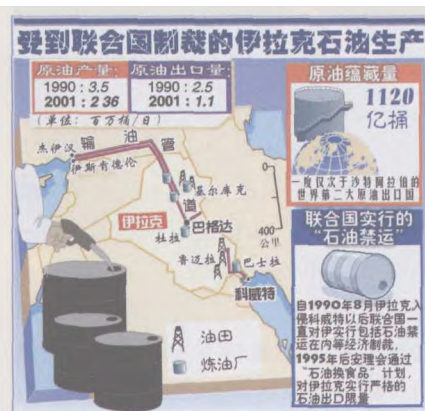 受到联合国制裁的伊拉克石油生产
原油产量:
1990:3.5
2001:2 36
原油出口量:
1990:2.5
2001:1.1
(单位: 百万桶/日)
杰伊汉
输油管道
伊斯肯德伦
基尔库克
伊拉克
巴格达
杜拉
鲁迈拉
巴士拉
科威特
0
400
公里
油田
炼油厂
原油蕴藏量
1120
亿桶
一度仅次于沙特阿拉伯的
世界第二大原油出口国
联合国实行的
“石油禁运”
自1990年8月伊拉克入
侵科威特以后联合国一
直对伊实行包括石油禁
运在内等经济制裁,
1995年后安理会通过
“石油换食品”计划,
对伊拉克实行严格的
石油出口限量